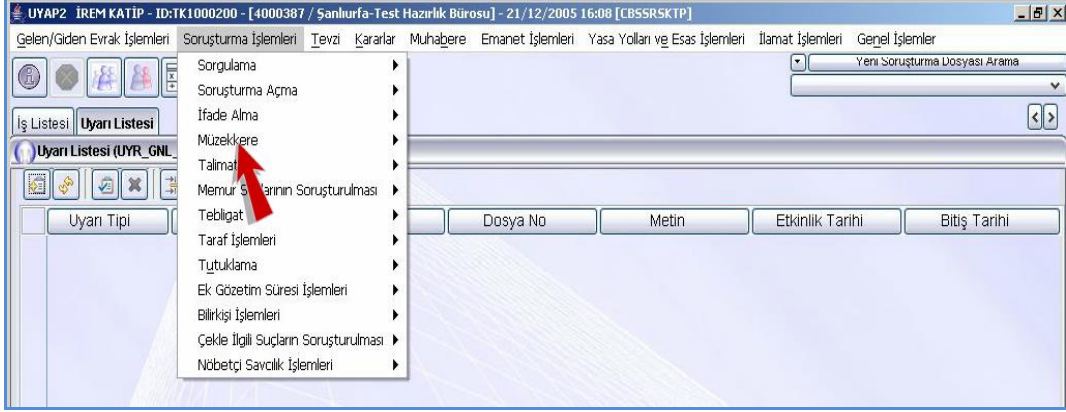 UYAP2 İREM KATİP - ID:TK1000200 - [4000387 / Şanlıurfa-Test Hazırlık Bürosu] - 21/12/2005 16:08 [CBSSRSKTP]
Gelen/Giden Evrak İşlemleri Soruşturma İşlemleri Tevzi Kararlar Muhabere Emanet İşlemleri Yasa Yolları ve Esas İşlemleri İlamat İşlemleri Genel İşlemler
Yeni Soruşturma Dosyası Arama
Sorgulama
Soruşturma Açma
İfade Alma
Müzekkere
Talimat
Memur Suçlarının Soruşturulması
Tebligat
Taraf İşlemleri
Tutuklama
Ek Gözetim Süresi İşlemleri
Bilirkişi İşlemleri
Çekle İlgili Suçların Soruşturulması
Nöbetçi Savcılık İşlemleri
İş Listesi Uyarı Listesi
Uyarı Listesi (UYR_GNL_
Uyarı Tipi Dosya No Metin Etkinlik Tarihi Bitiş Tarihi